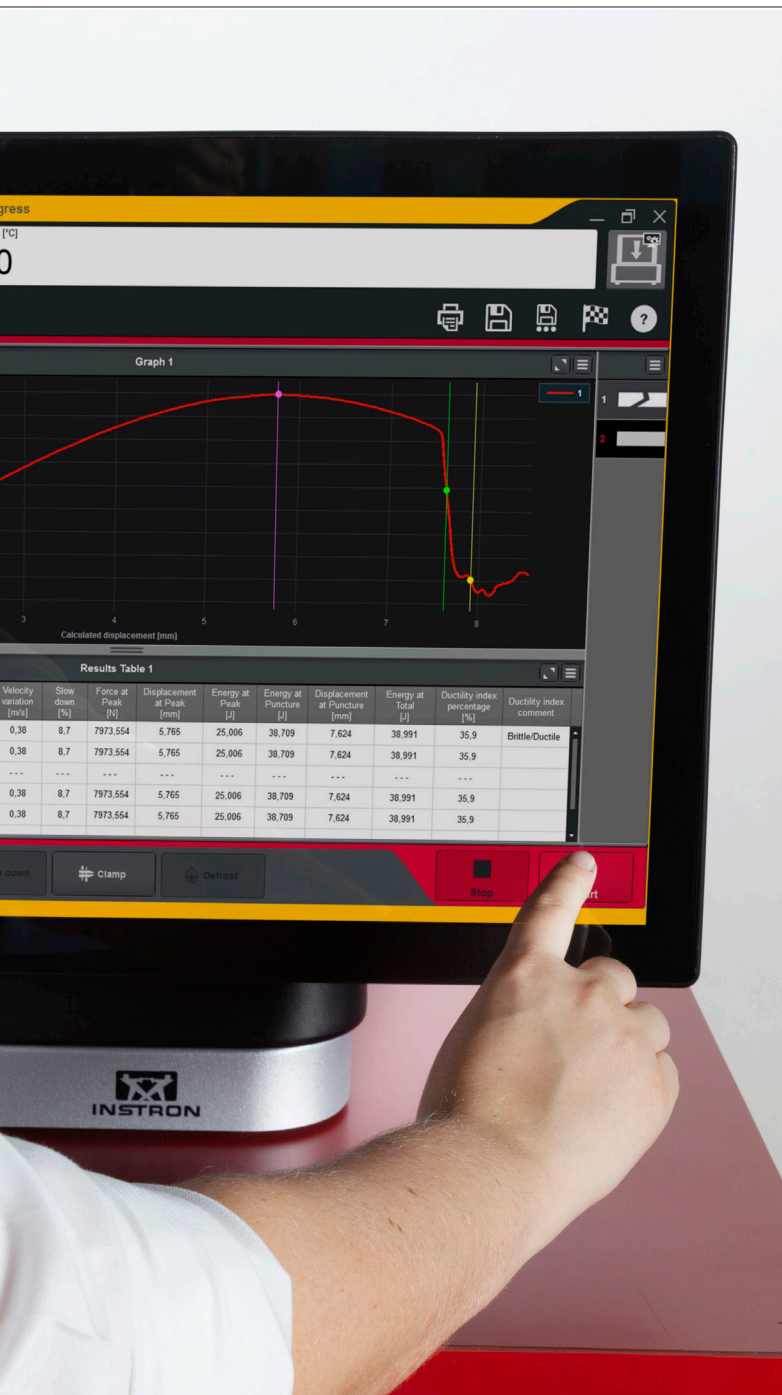 gress
[°C]
0
?
Graph 1
1
1
2
3 4 5 6 7 8
Calculated displacement [mm]
Results Table 1
Velocity variation [m/s] Slow down [%] Force at Peak [N] Displacement at Peak [mm] Energy at Peak [J] Energy at Puncture [J] Displacement at Puncture [mm] Energy at Total [J] Ductility index percentage [%] Ductility index comment
0,38 8,7 7973,554 5,765 25,006 38,709 7,624 38,991 35,9 Brittle/Ductile
0,38 8,7 7973,554 5,765 25,006 38,709 7,624 38,991 35,9
--- --- --- --- --- --- --- --- ---
0,38 8,7 7973,554 5,765 25,006 38,709 7,624 38,991 35,9
0,38 8,7 7973,554 5,765 25,006 38,709 7,624 38,991 35,9
down Clamp Defrost Stop rt
INSTRON